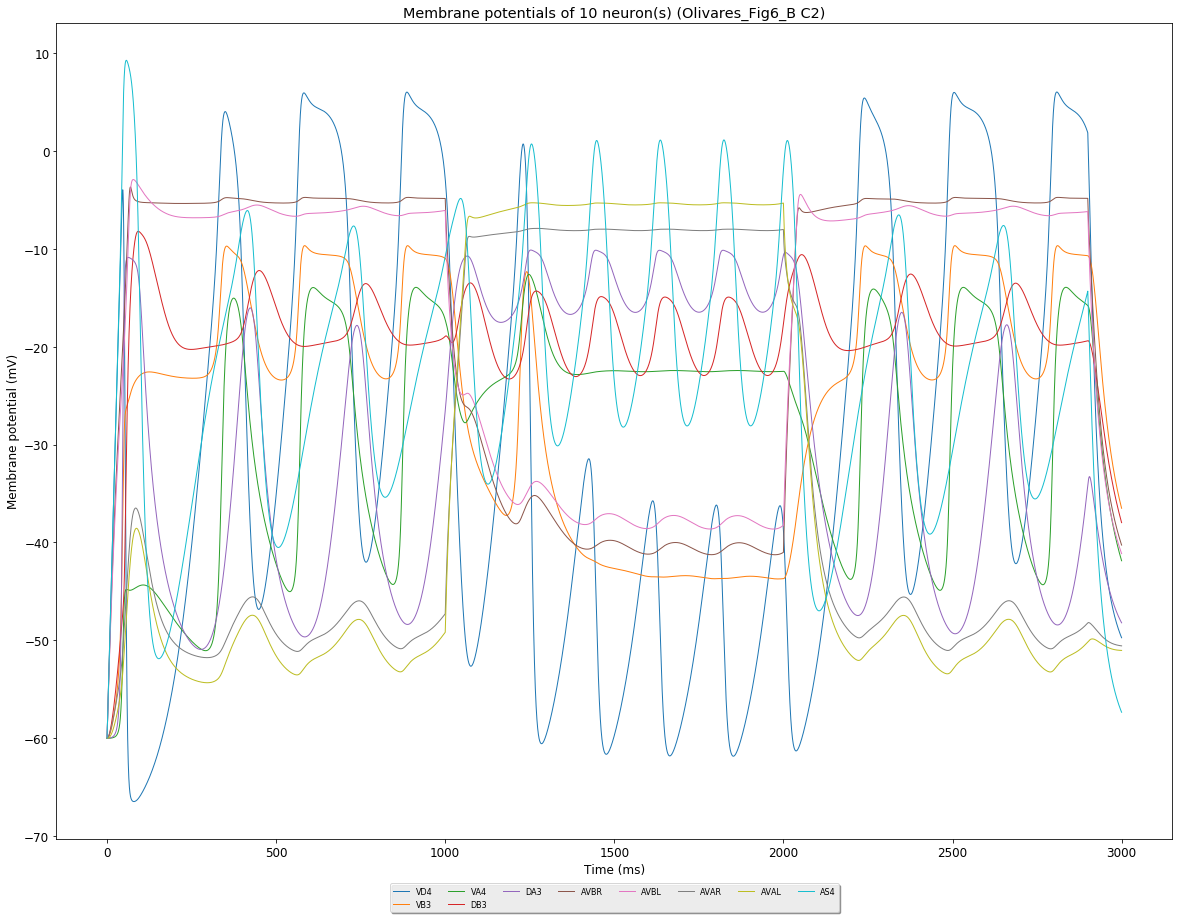 Membrane potentials of 10 neuron(s) (Olivares_Fig6_B C2)
10
0
−10
−20
−30
−40
−50
−60
−70
Membrane potential (mV)
0 500 1000 1500 2000 2500 3000
Time (ms)
VD4 VA4 DA3 AVBR AVBL AVAR AVAL AS4
VB3 DB3